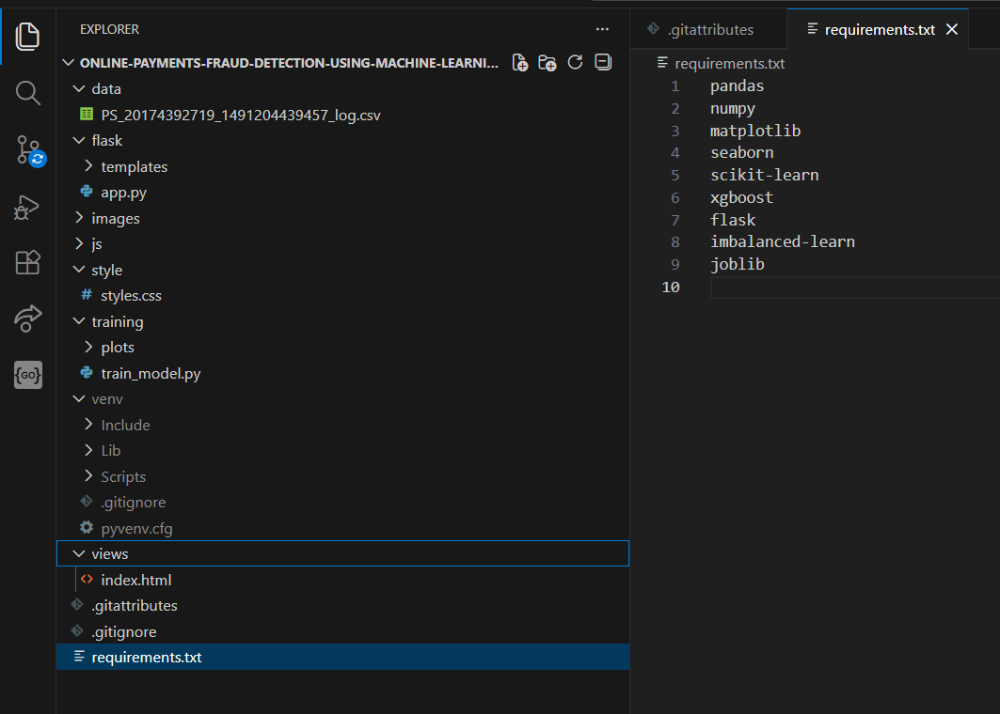 EXPLORER
ONLINE-PAYMENTS-FRAUD-DETECTION-USING-MACHINE-LEARNI...
data
PS_20174392719_1491204439457_log.csv
flask
templates
app.py
images
js
style
# styles.css
training
plots
train_model.py
venv
Include
Lib
Scripts
.gitignore
pyvenv.cfg
views
<> index.html
.gitattributes
.gitignore
requirements.txt
{GO}
.gitattributes
requirements.txt
requirements.txt
1 pandas
2 numpy
3 matplotlib
4 seaborn
5 scikit-learn
6 xgboost
7 flask
8 imbalanced-learn
9 joblib
10